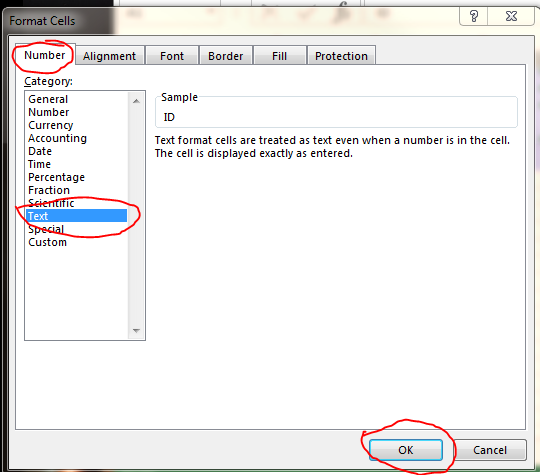 Format Cells
Number Alignment Font Border Fill Protection
Category:
General
Number
Currency
Accounting
Date
Time
Percentage
Fraction
Scientific
Text
Special
Custom
Sample
ID
Text format cells are treated as text even when a number is in the cell.
The cell is displayed exactly as entered.
OK Cancel